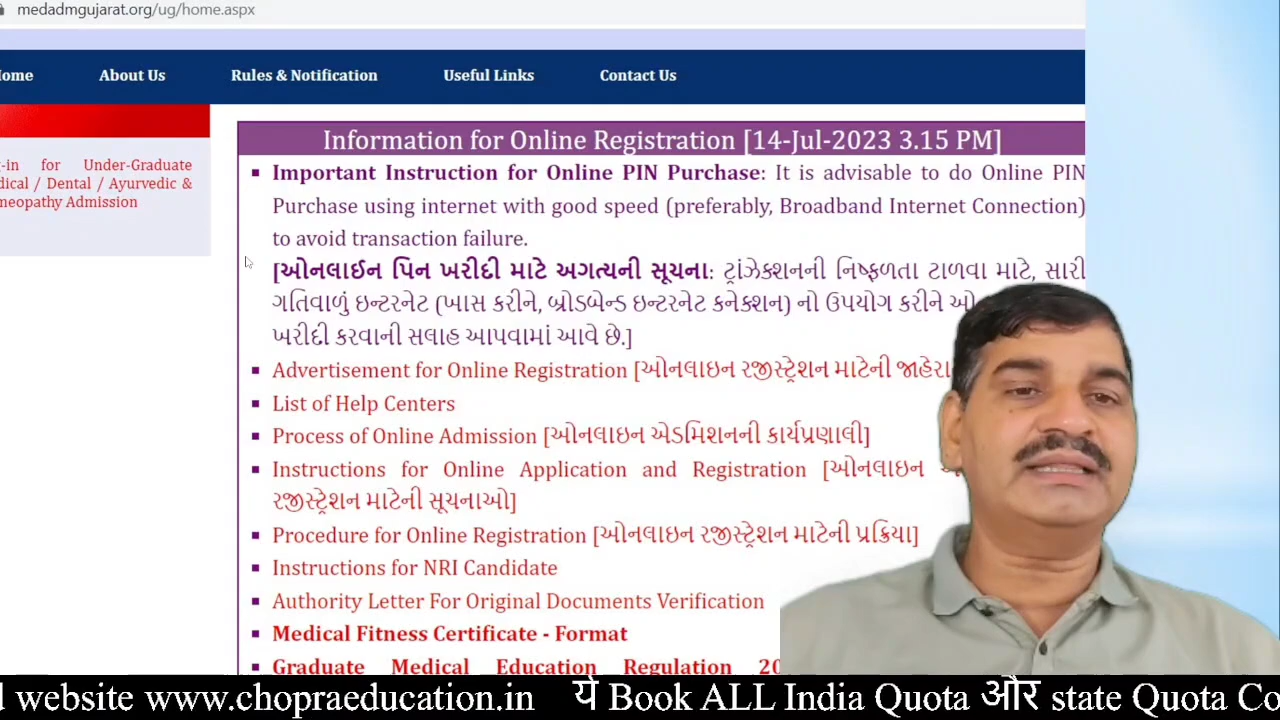 medadmgujarat.org/ug/home.aspx
About Us Rules & Notification Useful Links Contact Us
for Under-Graduate
/ Dental / Ayurvedic &
Admission
Information for Online Registration [14-Jul-2023 3.15 PM]
Important Instruction for Online PIN Purchase: It is advisable to do Online PIN
Purchase using internet with good speed (preferably, Broadband Internet Connection)
to avoid transaction failure.
[ઓનલાઈન પિન ખરીદી માટે અગત્યની સૂચના: ટ્રાંઝેક્શનની નિષ્ફળતા ટાળવા માટે, સારી
ગતિવાળું ઇન્ટરનેટ (ખાસ કરીને, બ્રોડબેન્ડ ઇન્ટરનેટ કનેક્શન) નો ઉપયોગ કરીને
ખરીદી કરવાની સલાહ આપવામાં આવે છે.]
Advertisement for Online Registration [ઓનલાઇન રજીસ્ટ્રેશન માટેની
List of Help Centers
Process of Online Admission [ઓનલાઇન એડમિશનની કાર્યપ્રણાલી]
Instructions for Online Application and Registration [ઓનલાઇન
રજીસ્ટ્રેશન માટેની સૂચનાઓ]
Procedure for Online Registration [ઓનલાઇન રજીસ્ટ્રેશન માટેની પ્રક્રિયા]
Instructions for NRI Candidate
Authority Letter For Original Documents Verification
Medical Fitness Certificate - Format
Graduate Medical Education Regulation
website www.chopraeducation.in ये Book ALL India Quota और state Quota